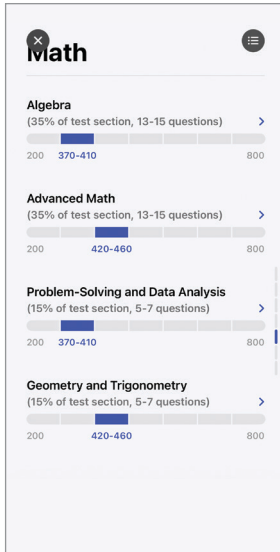 Math
Algebra
(35% of test section, 13-15 questions)
200 370-410 800
Advanced Math
(35% of test section, 13-15 questions)
200 420-460 800
Problem-Solving and Data Analysis
(15% of test section, 5-7 questions)
200 370-410 800
Geometry and Trigonometry
(15% of test section, 5-7 questions)
200 420-460 800